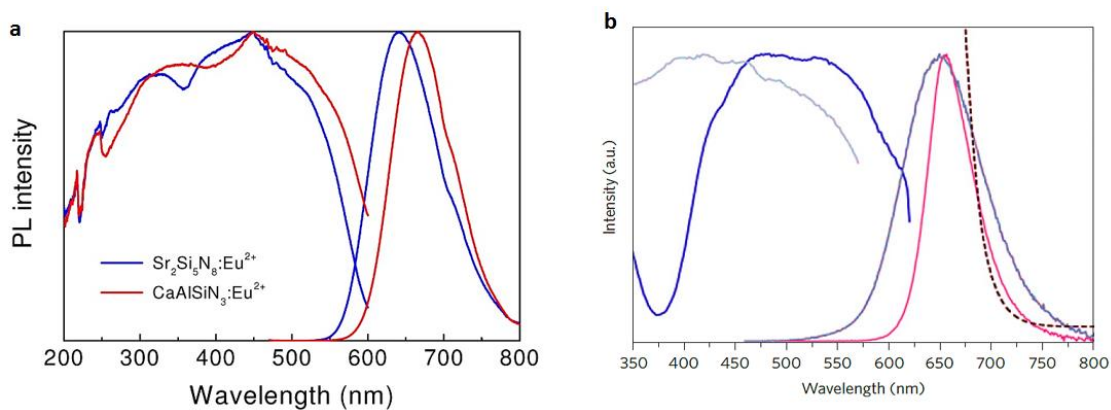 a
PL intensity
Sr₂Si₅N₈:Eu²⁺
CaAlSiN₃:Eu²⁺
200 300 400 500 600 700 800
Wavelength (nm)
b
Intensity (a.u.)
350 400 450 500 550 600 650 700 750 800
Wavelength (nm)